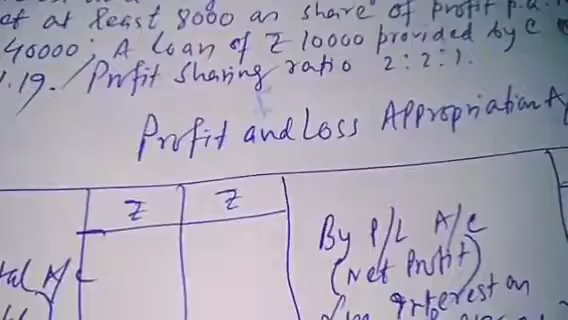 at least 8000 as share of profit p.a.
40000; A loan of Z 10000 provided by C
.19. / Profit sharing ratio 2:2:1.
Profit and Loss Appropriation A
Z Z
By P/L A/c
(Net Profit)
tal A/c
Interest on